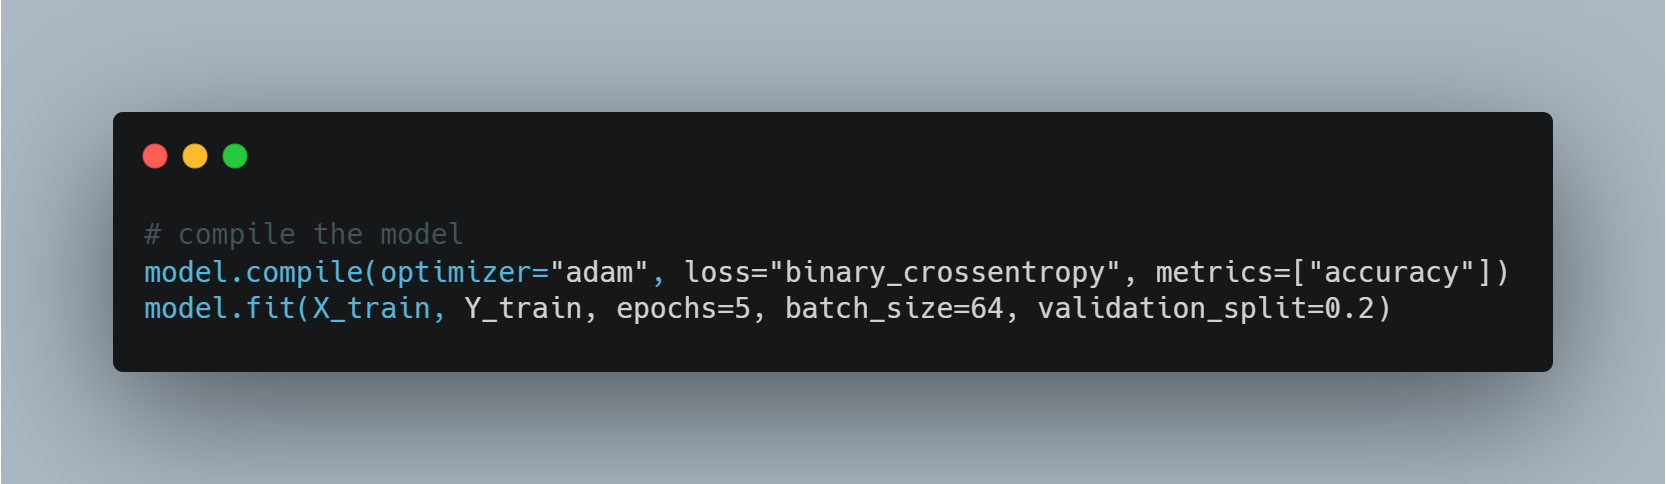 # compile the model
model.compile(optimizer="adam", loss="binary_crossentropy", metrics=["accuracy"])
model.fit(X_train, Y_train, epochs=5, batch_size=64, validation_split=0.2)